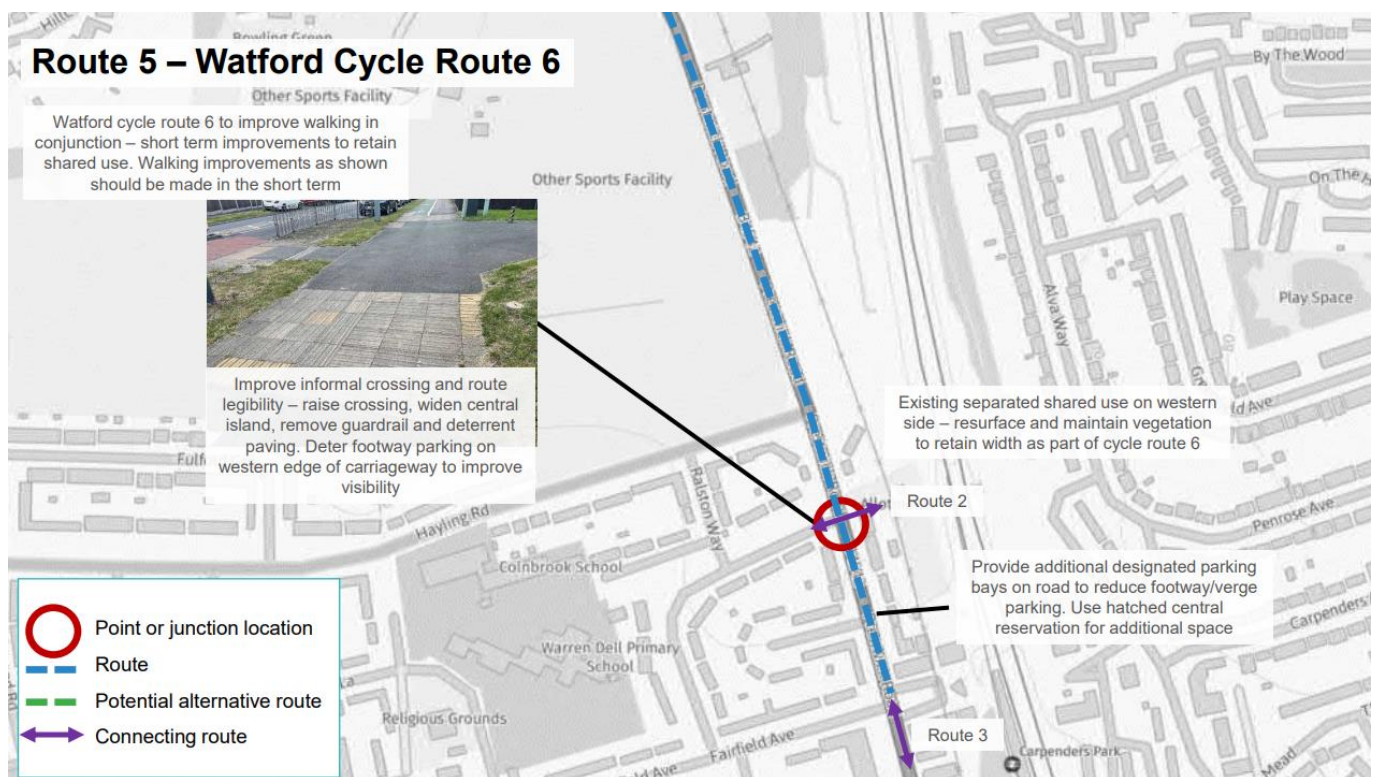 Bowling Green
Route 5 – Watford Cycle Route 6
Other Sports Facility
Watford cycle route 6 to improve walking in
conjunction – short term improvements to retain
shared use. Walking improvements as shown
should be made in the short term
By The Wood
Other Sports Facility
On The
Play Space
Alva Way
Improve informal crossing and route
legibility – raise crossing, widen central
island, remove guardrail and deterrent
paving. Deter footway parking on
western edge of carriageway to improve
visibility
Existing separated shared use on western
side – resurface and maintain vegetation
to retain width as part of cycle route 6
ld Ave
Fulf
Ralston Way
Hayling Rd
Route 2
Penrose Ave
Colnbrook School
Provide additional designated parking
bays on road to reduce footway/verge
parking. Use hatched central
reservation for additional space
Carpenders
Warren Dell Primary
School
Point or junction location
Route
Potential alternative route
Connecting route
Religious Grounds
Fairfield Ave
ld Ave
Route 3
Carpenders Park
Mead